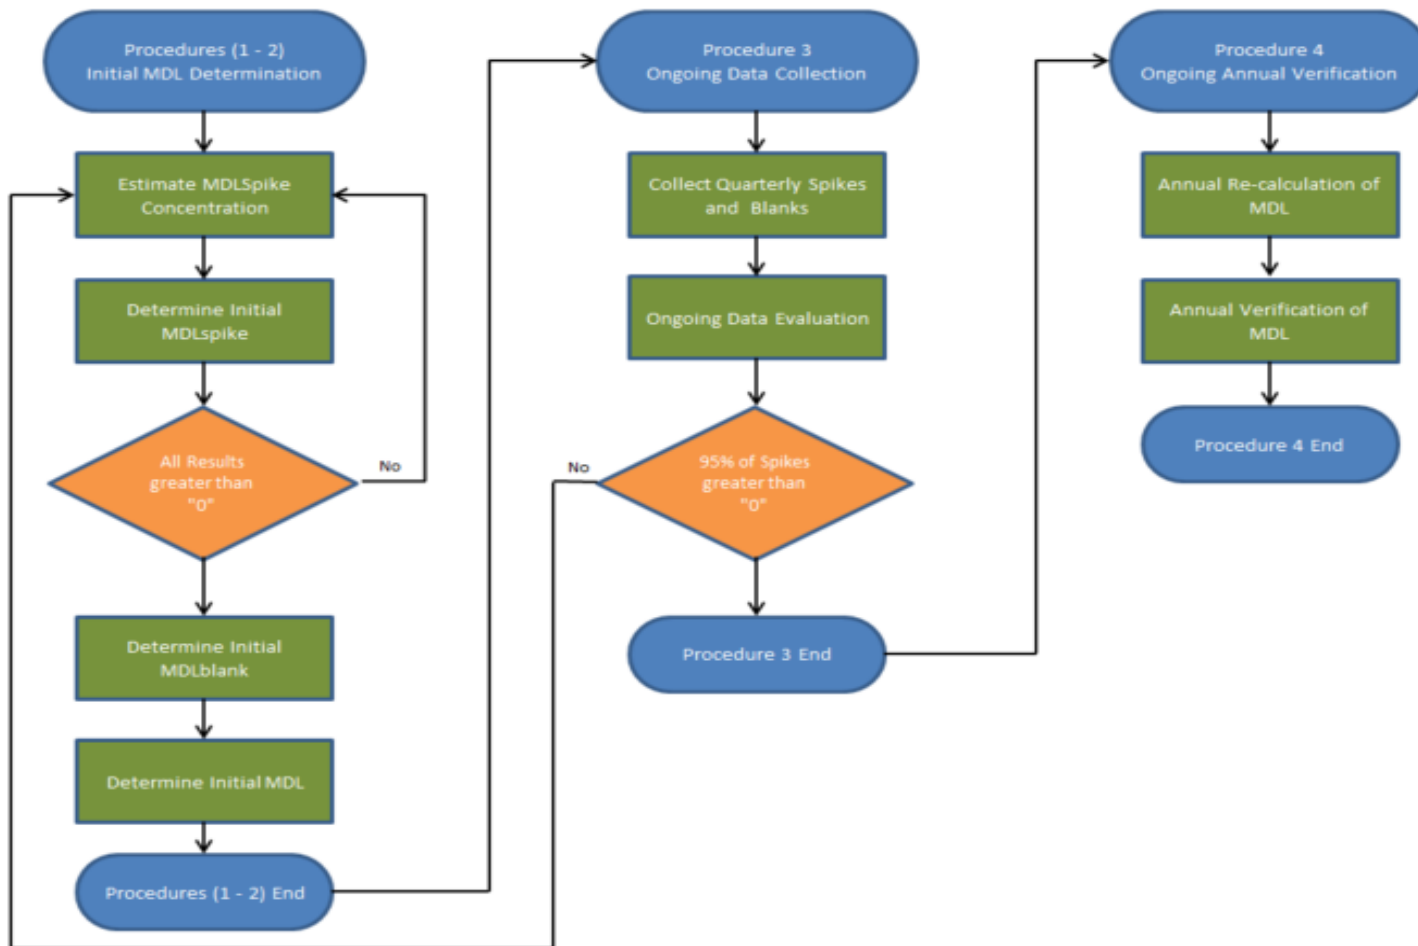 Procedures (1 - 2)
Initial MDL Determination
Estimate MDLSpike
Concentration
Determine Initial
MDLspike
All Results
greater than
"0"
No
Determine Initial
MDLblank
Determine Initial MDL
Procedures (1 - 2) End
Procedure 3
Ongoing Data Collection
Collect Quarterly Spikes
and Blanks
Ongoing Data Evaluation
95% of Spikes
greater than
"0"
No
Procedure 3 End
Procedure 4
Ongoing Annual Verification
Annual Re-calculation of
MDL
Annual Verification of
MDL
Procedure 4 End